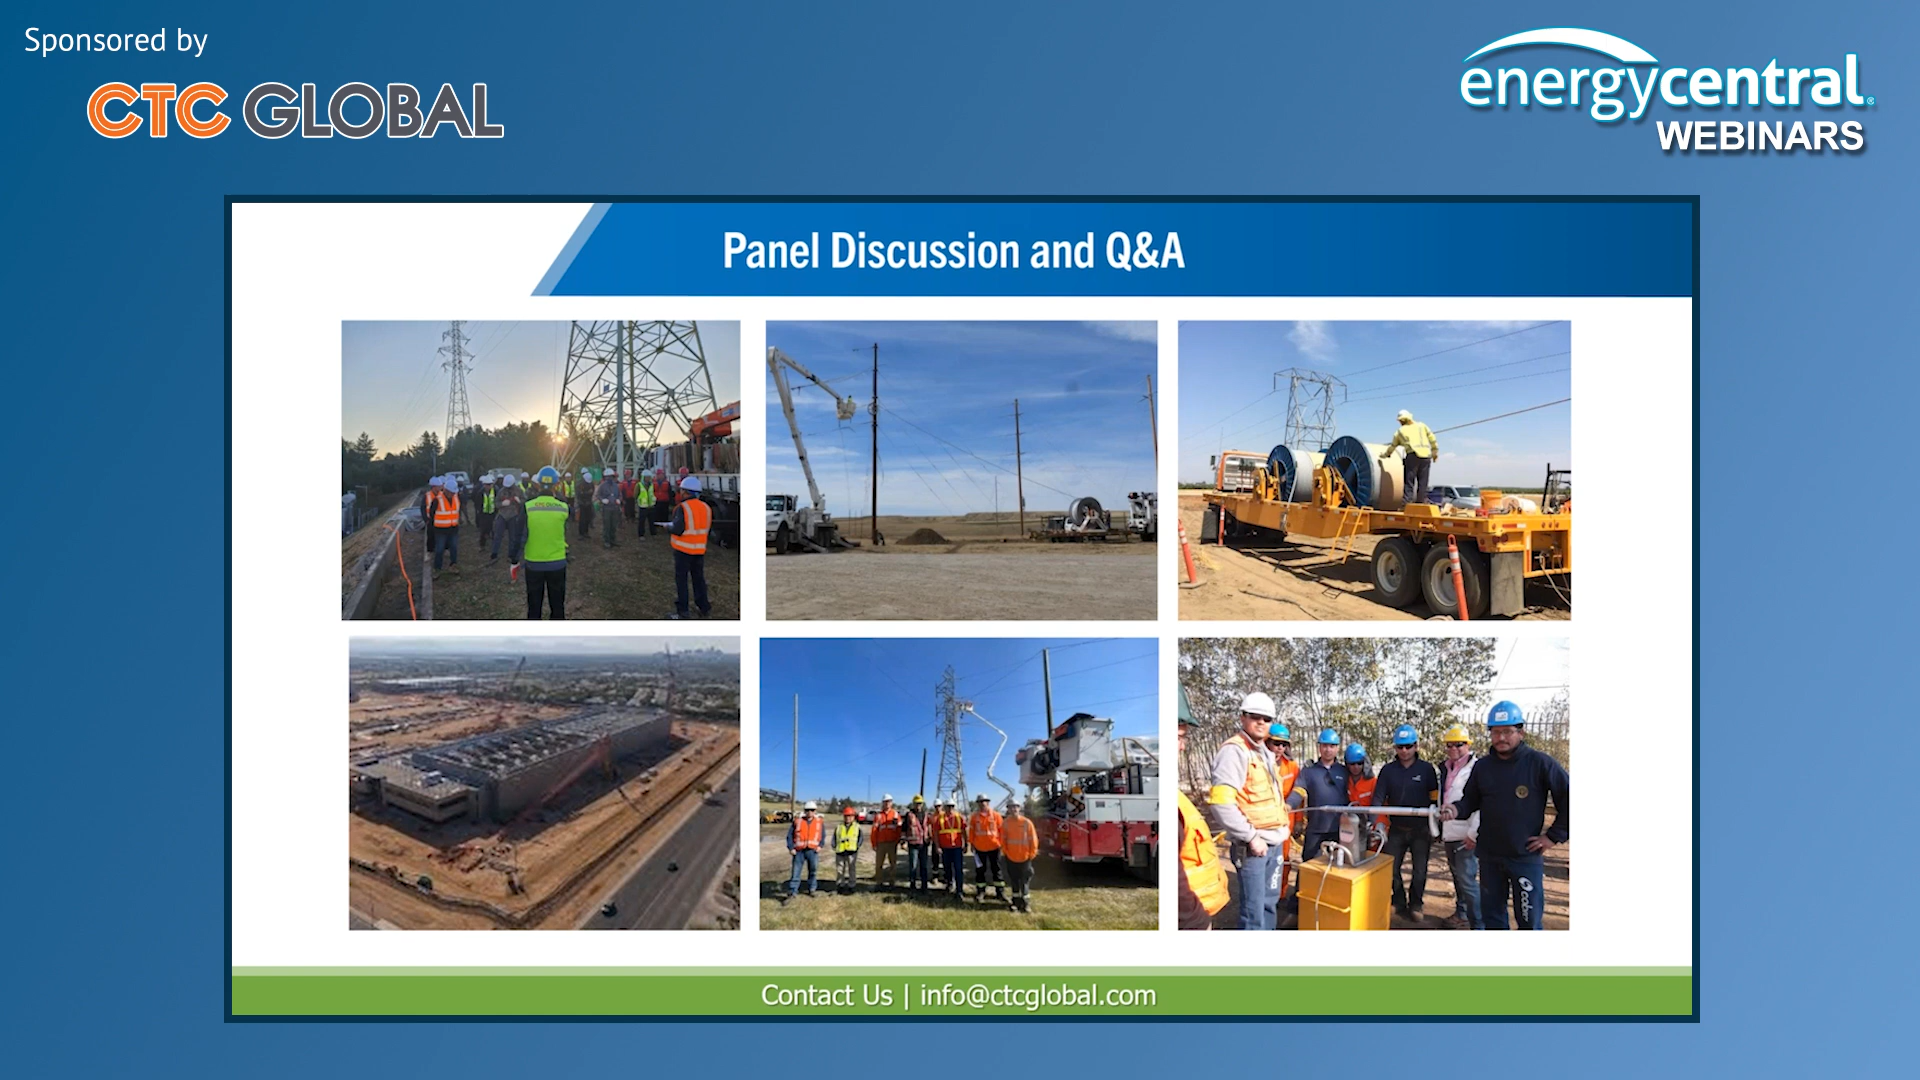 Sponsored by
CTC GLOBAL
energycentral®
WEBINARS
Panel Discussion and Q&A
Contact Us | info@ctcglobal.com